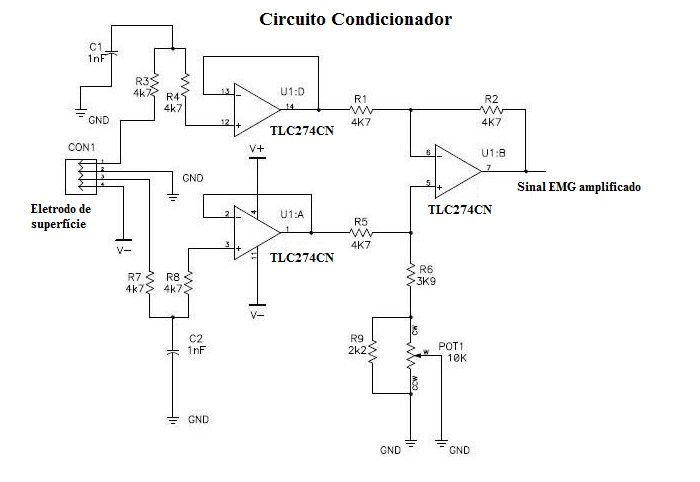 Circuito Condicionador
C1
1nF
GND
R3
4k7
R4
4k7
13
12
14
U1:D
TLC274CN
R1
4K7
R2
4K7
6
5
7
U1:B
TLC274CN
Sinal EMG amplificado
CON1
1
2
3
4
Eletrodo de
superfície
GND
V-
V+
2
3
4
11
1
U1:A
TLC274CN
V-
R5
4K7
R7
4k7
R8
4k7
C2
1nF
GND
R6
3K9
R9
2k2
CW
W
CCW
POT1
10K
GND
GND